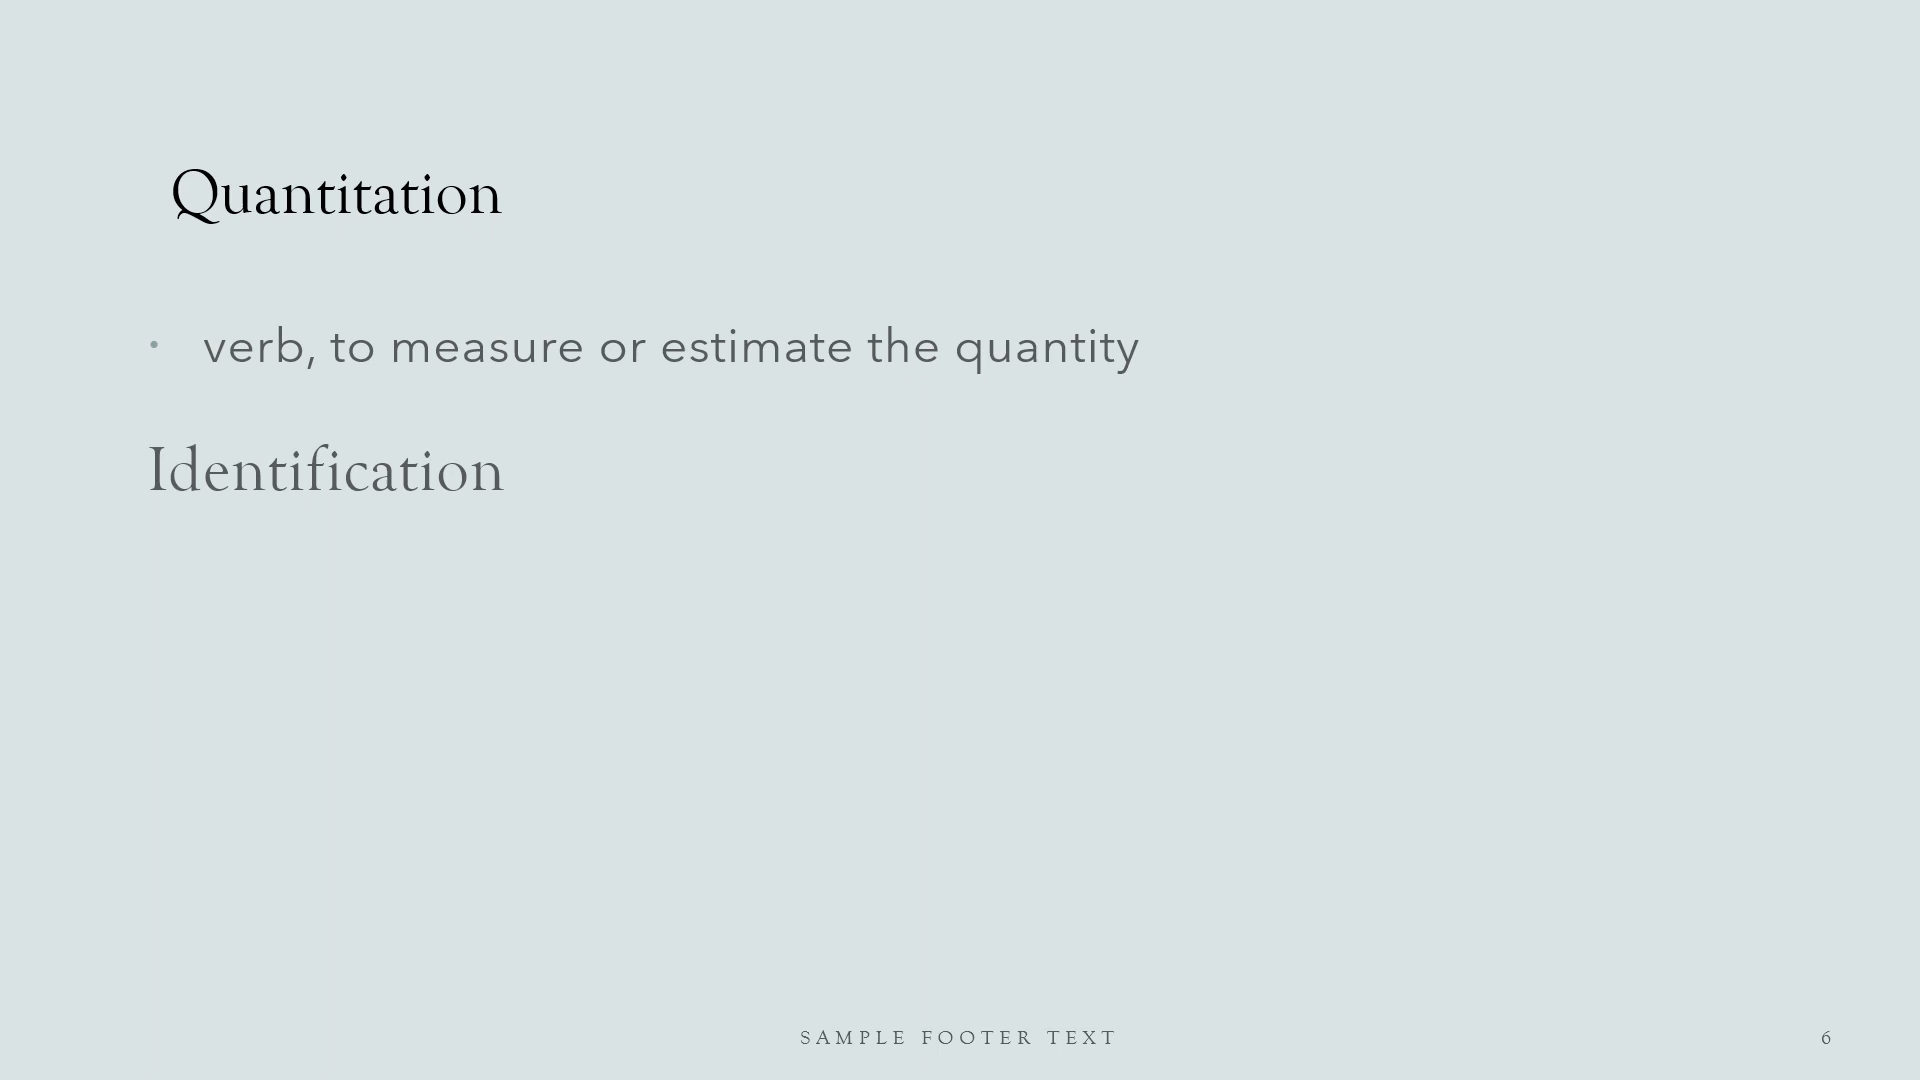 Quantitation
• verb, to measure or estimate the quantity
Identification
SAMPLE FOOTER TEXT
6